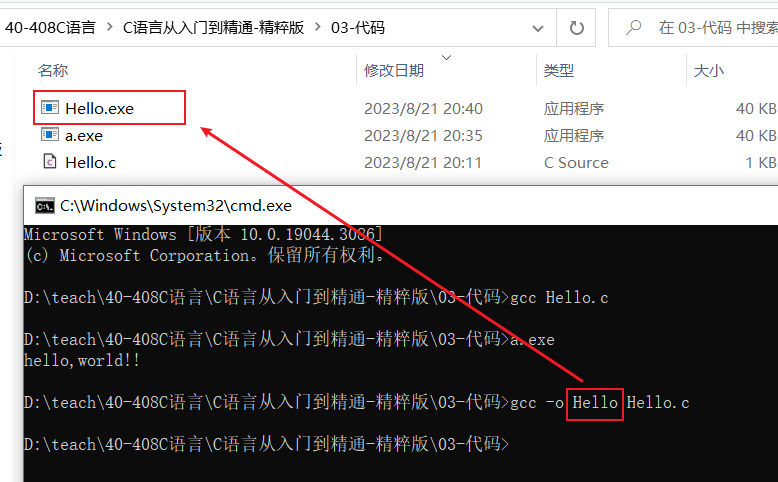 40-408C语言 > C语言从入门到精通-精粹版 > 03-代码 在 03-代码 中搜索
名称 修改日期 类型 大小
Hello.exe 2023/8/21 20:40 应用程序 40 KB
a.exe 2023/8/21 20:35 应用程序 40 KB
Hello.c 2023/8/21 20:11 C Source 1 KB
C:\Windows\System32\cmd.exe
Microsoft Windows [版本 10.0.19044.3086]
(c) Microsoft Corporation。保留所有权利。
D:\teach\40-408C语言\C语言从入门到精通-精粹版\03-代码>gcc Hello.c
D:\teach\40-408C语言\C语言从入门到精通-精粹版\03-代码>a.exe
hello,world!!
D:\teach\40-408C语言\C语言从入门到精通-精粹版\03-代码>gcc -o Hello Hello.c
D:\teach\40-408C语言\C语言从入门到精通-精粹版\03-代码>